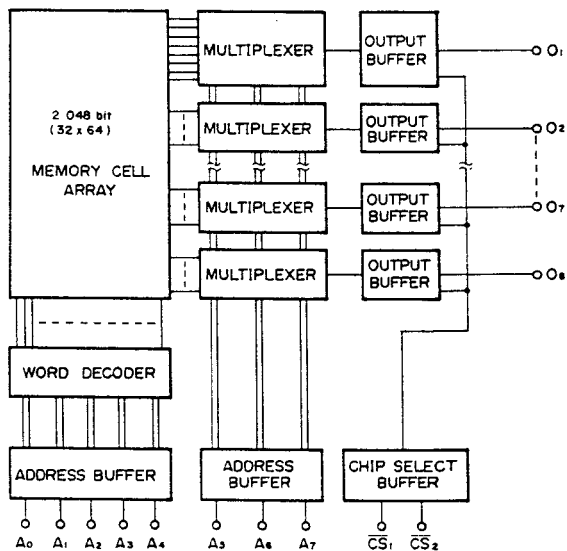 2 048 bit
(32 x 64)
MEMORY CELL
ARRAY
MULTIPLEXER
OUTPUT
BUFFER
O1
MULTIPLEXER
OUTPUT
BUFFER
O2
MULTIPLEXER
OUTPUT
BUFFER
O7
MULTIPLEXER
OUTPUT
BUFFER
O8
WORD DECODER
ADDRESS BUFFER
ADDRESS
BUFFER
CHIP SELECT
BUFFER
A0 A1 A2 A3 A4 A5 A6 A7 C̅S̅1 C̅S̅2